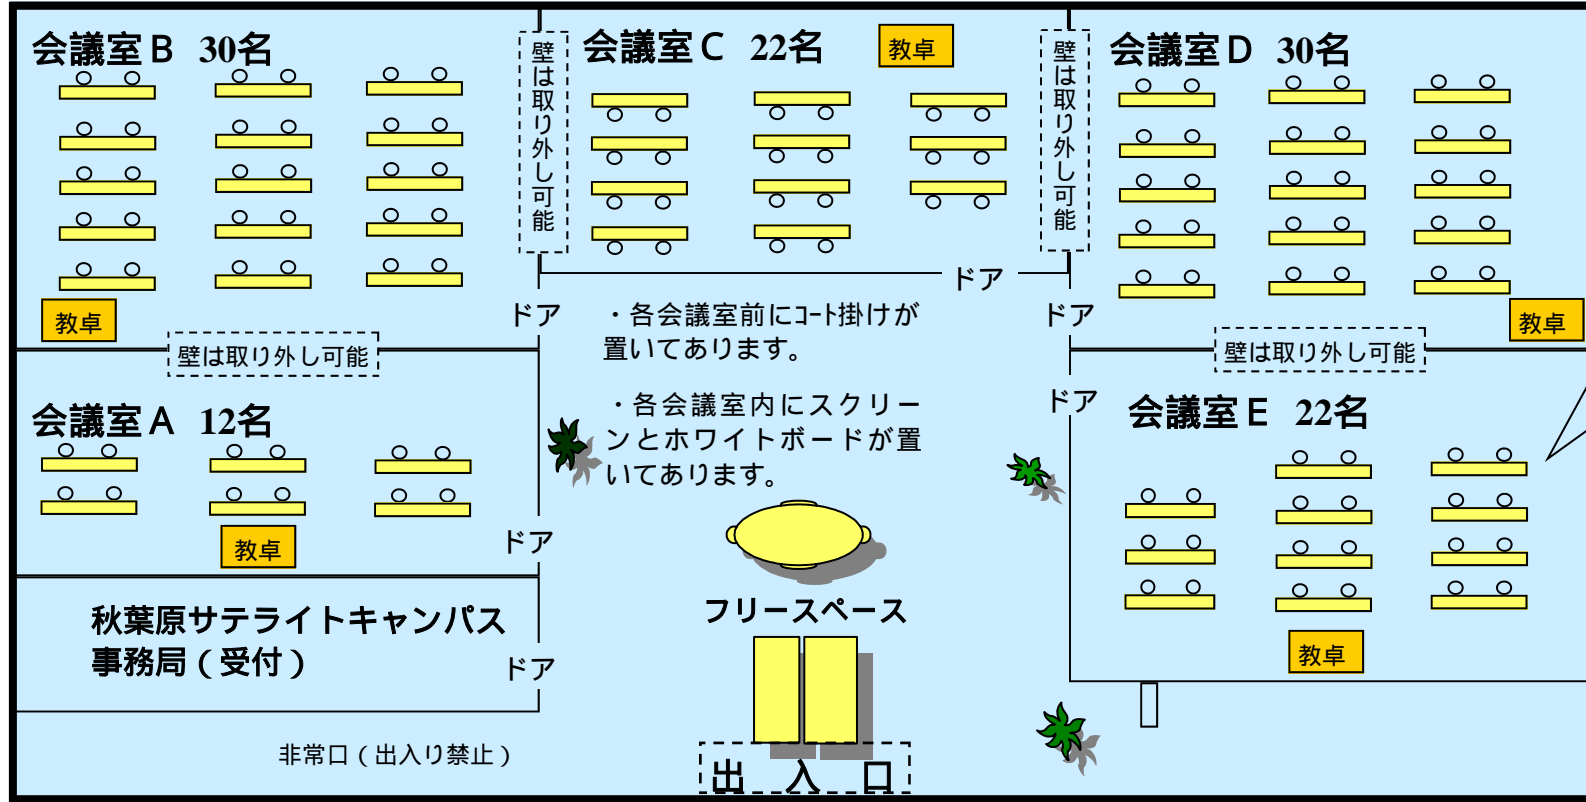 会議室B 30名
壁は取り外し可能
会議室C 22名
教卓
壁は取り外し可能
会議室D 30名
教卓
壁は取り外し可能
ドア
・各会議室前にｺｰﾄ掛けが
置いてあります。
ドア
ドア
教卓
壁は取り外し可能
会議室A 12名
・各会議室内にスクリー
ンとホワイトボードが置
いてあります。
ドア
会議室E 22名
教卓
ドア
フリースペース
秋葉原サテライトキャンパス
事務局（受付）
ドア
教卓
非常口（出入り禁止）
出 入 口